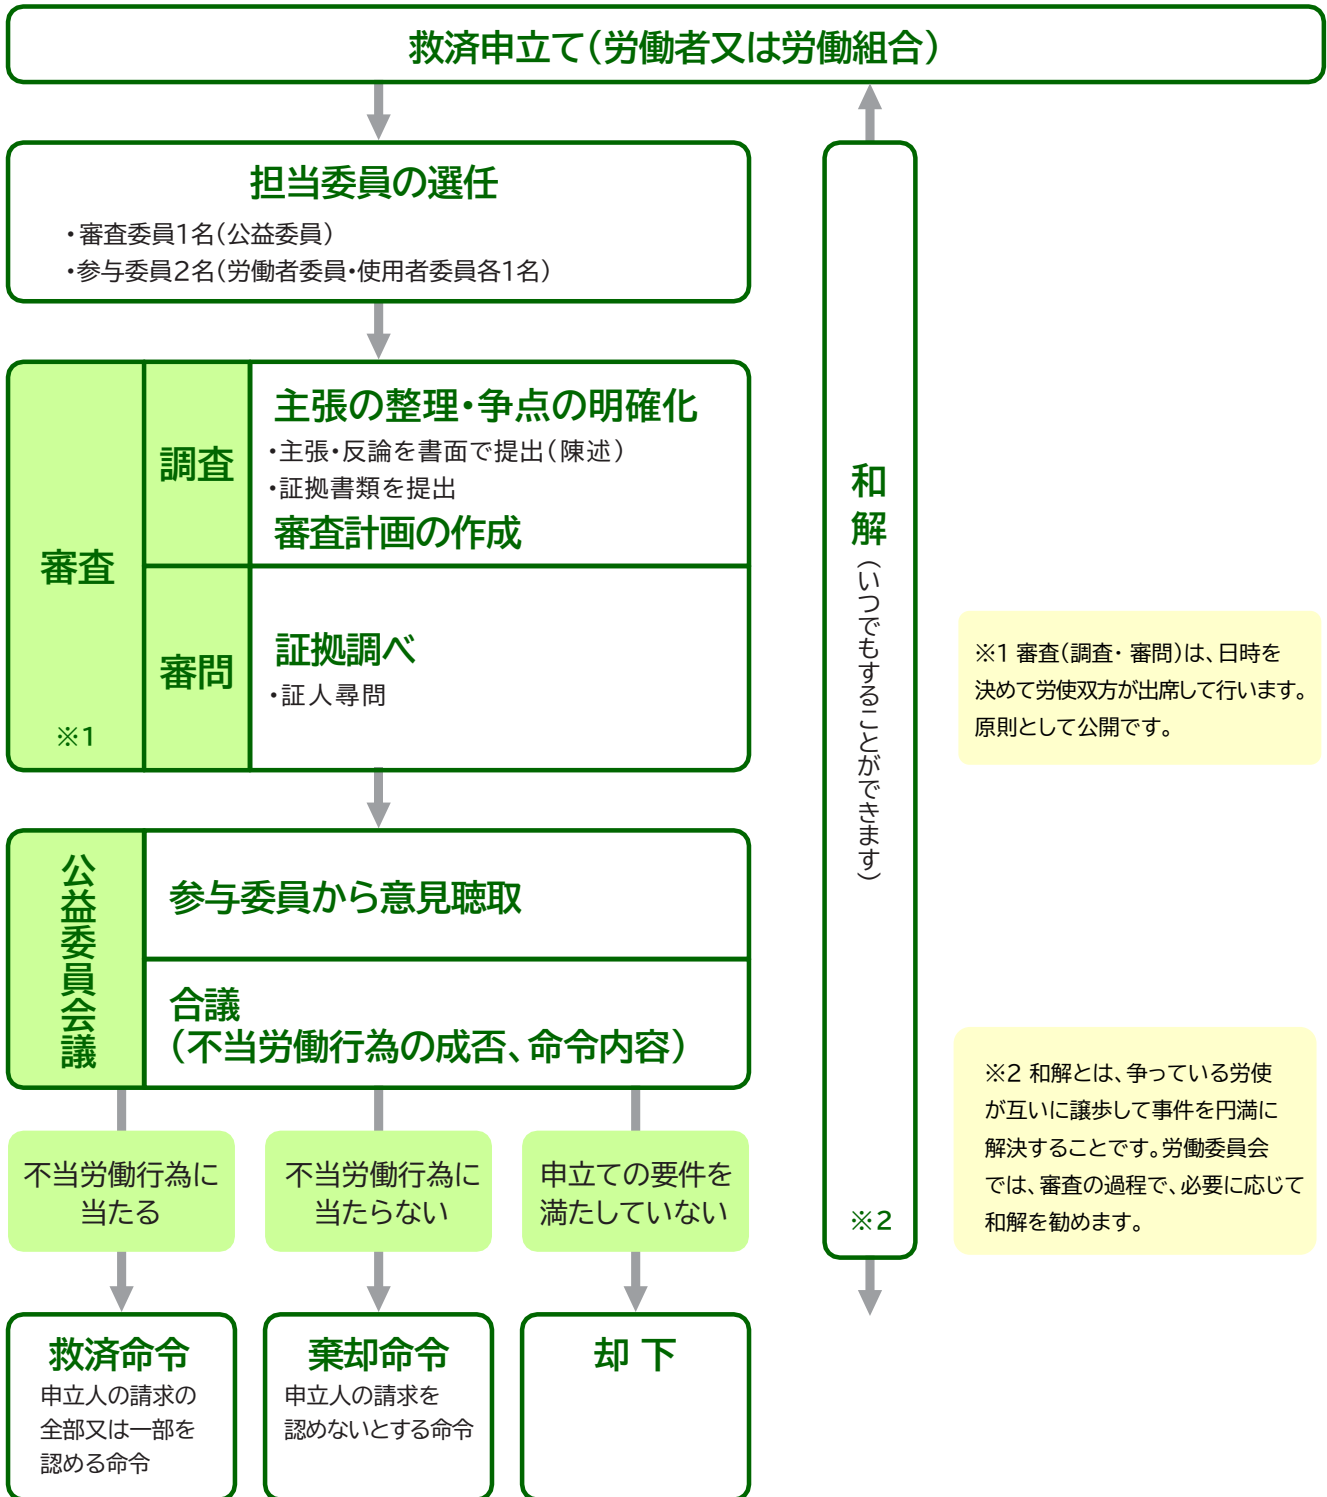 救済申立て(労働者又は労働組合)
担当委員の選任
・審査委員1名(公益委員)
・参与委員2名(労働者委員・使用者委員各1名)
審査
※1
調査
主張の整理・争点の明確化
・主張・反論を書面で提出(陳述)
・証拠書類を提出
審査計画の作成
審問
証拠調べ
・証人尋問
公益委員会議
参与委員から意見聴取
合議
(不当労働行為の成否、命令内容)
不当労働行為に
当たる
不当労働行為に
当たらない
申立ての要件を
満たしていない
救済命令
申立人の請求の
全部又は一部を
認める命令
棄却命令
申立人の請求を
認めないとする命令
却下
和解(いつでもすることができます)
※2
※1 審査(調査・審問)は、日時を
決めて労使双方が出席して行います。
原則として公開です。
※2 和解とは、争っている労使
が互いに譲歩して事件を円満に
解決することです。労働委員会
では、審査の過程で、必要に応じて
和解を勧めます。